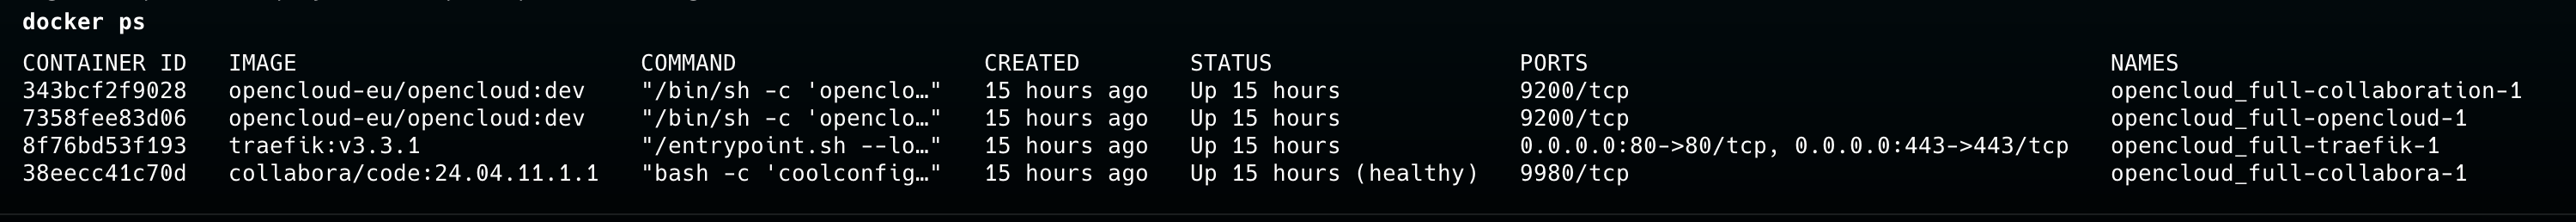 docker ps
CONTAINER ID   IMAGE                         COMMAND                  CREATED        STATUS                  PORTS                                      NAMES
343bcf2f9028   opencloud-eu/opencloud:dev    "/bin/sh -c 'openclo…"   15 hours ago   Up 15 hours             9200/tcp                                   opencloud_full-collaboration-1
7358fee83d06   opencloud-eu/opencloud:dev    "/bin/sh -c 'openclo…"   15 hours ago   Up 15 hours             9200/tcp                                   opencloud_full-opencloud-1
8f76bd53f193   traefik:v3.3.1                "/entrypoint.sh --lo…"   15 hours ago   Up 15 hours             0.0.0.0:80->80/tcp, 0.0.0.0:443->443/tcp   opencloud_full-traefik-1
38eecc41c70d   collabora/code:24.04.11.1.1   "bash -c 'coolconfig…"   15 hours ago   Up 15 hours (healthy)   9980/tcp                                   opencloud_full-collabora-1